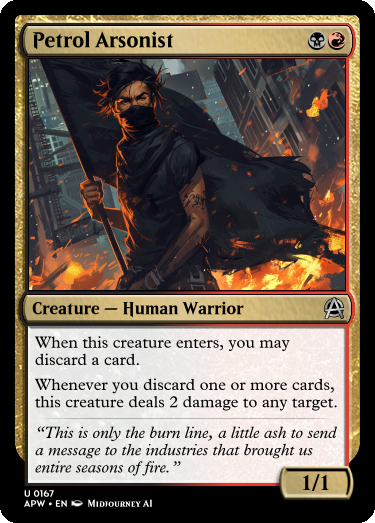 Petrol Arsonist
Creature — Human Warrior
When this creature enters, you may
discard a card.
Whenever you discard one or more cards,
this creature deals 2 damage to any target.
“This is only the burn line, a little ash to send
a message to the industries that brought us
entire seasons of fire.”
1/1
U 0167
APW • EN Midjourney AI